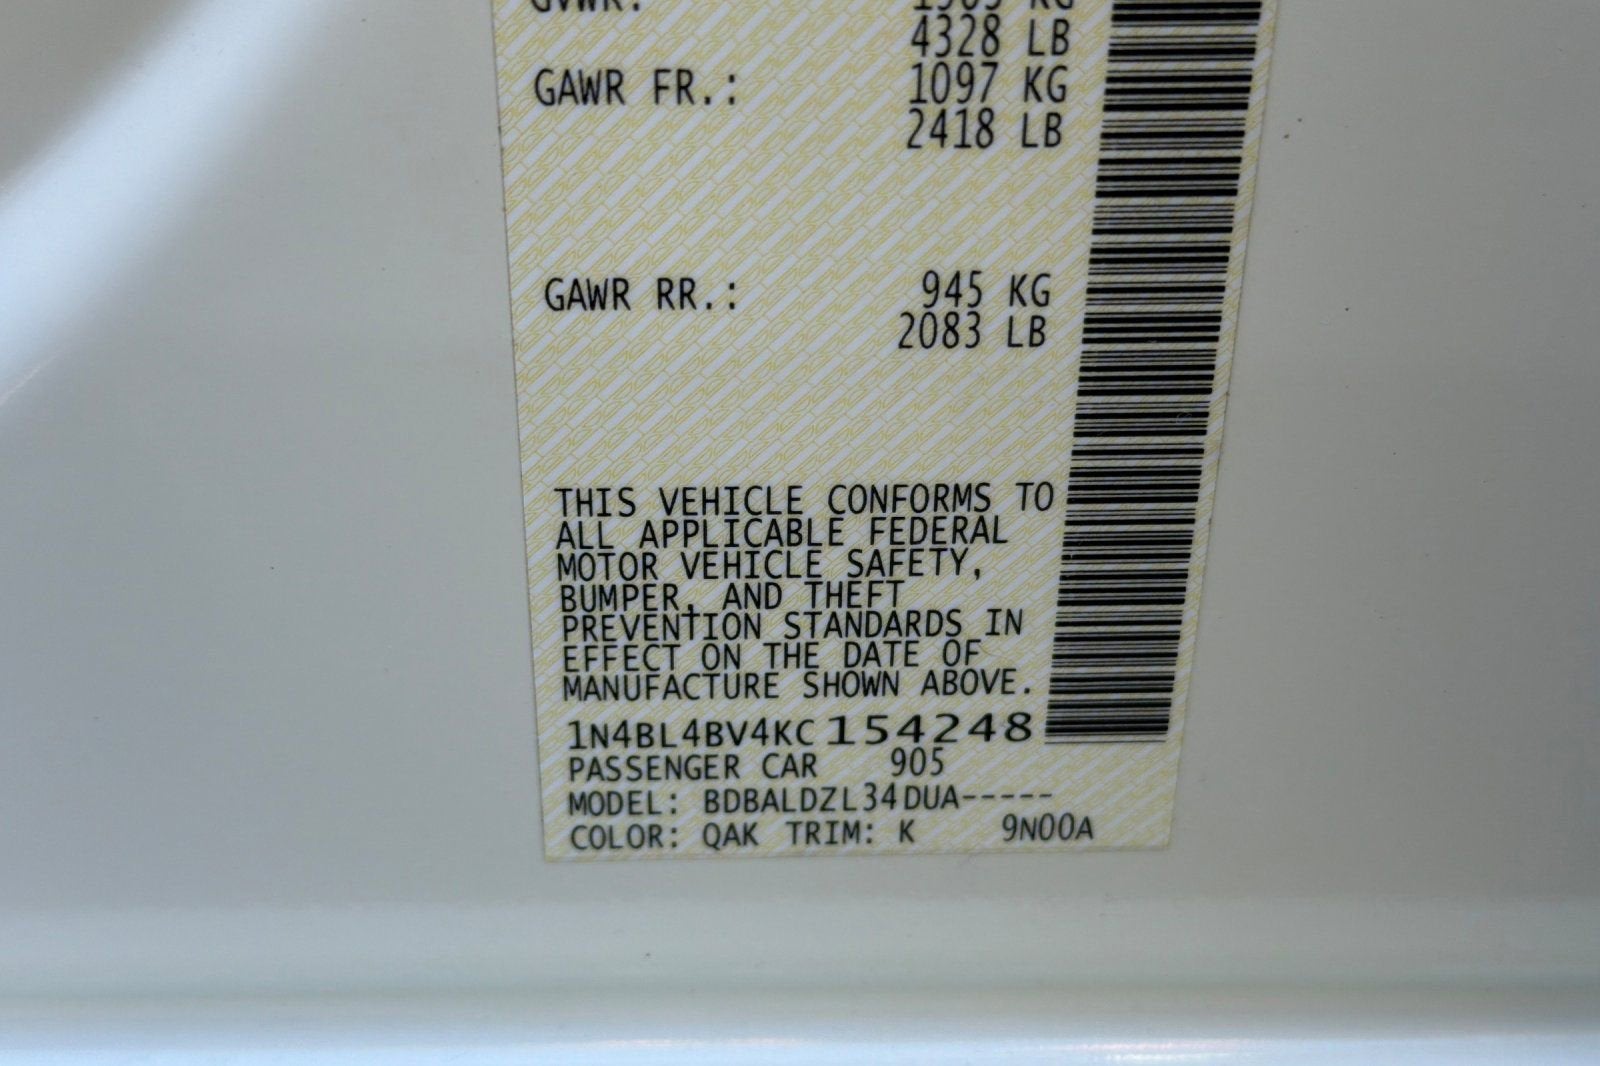 GVWR:
4328 LB
GAWR FR.: 1097 KG
2418 LB
GAWR RR.: 945 KG
2083 LB
THIS VEHICLE CONFORMS TO
ALL APPLICABLE FEDERAL
MOTOR VEHICLE SAFETY,
BUMPER, AND THEFT
PREVENTION STANDARDS IN
EFFECT ON THE DATE OF
MANUFACTURE SHOWN ABOVE.
1N4BL4BV4KC154248
PASSENGER CAR 905
MODEL: BDBALDZL34DUA-----
COLOR: QAK TRIM: K 9N00A